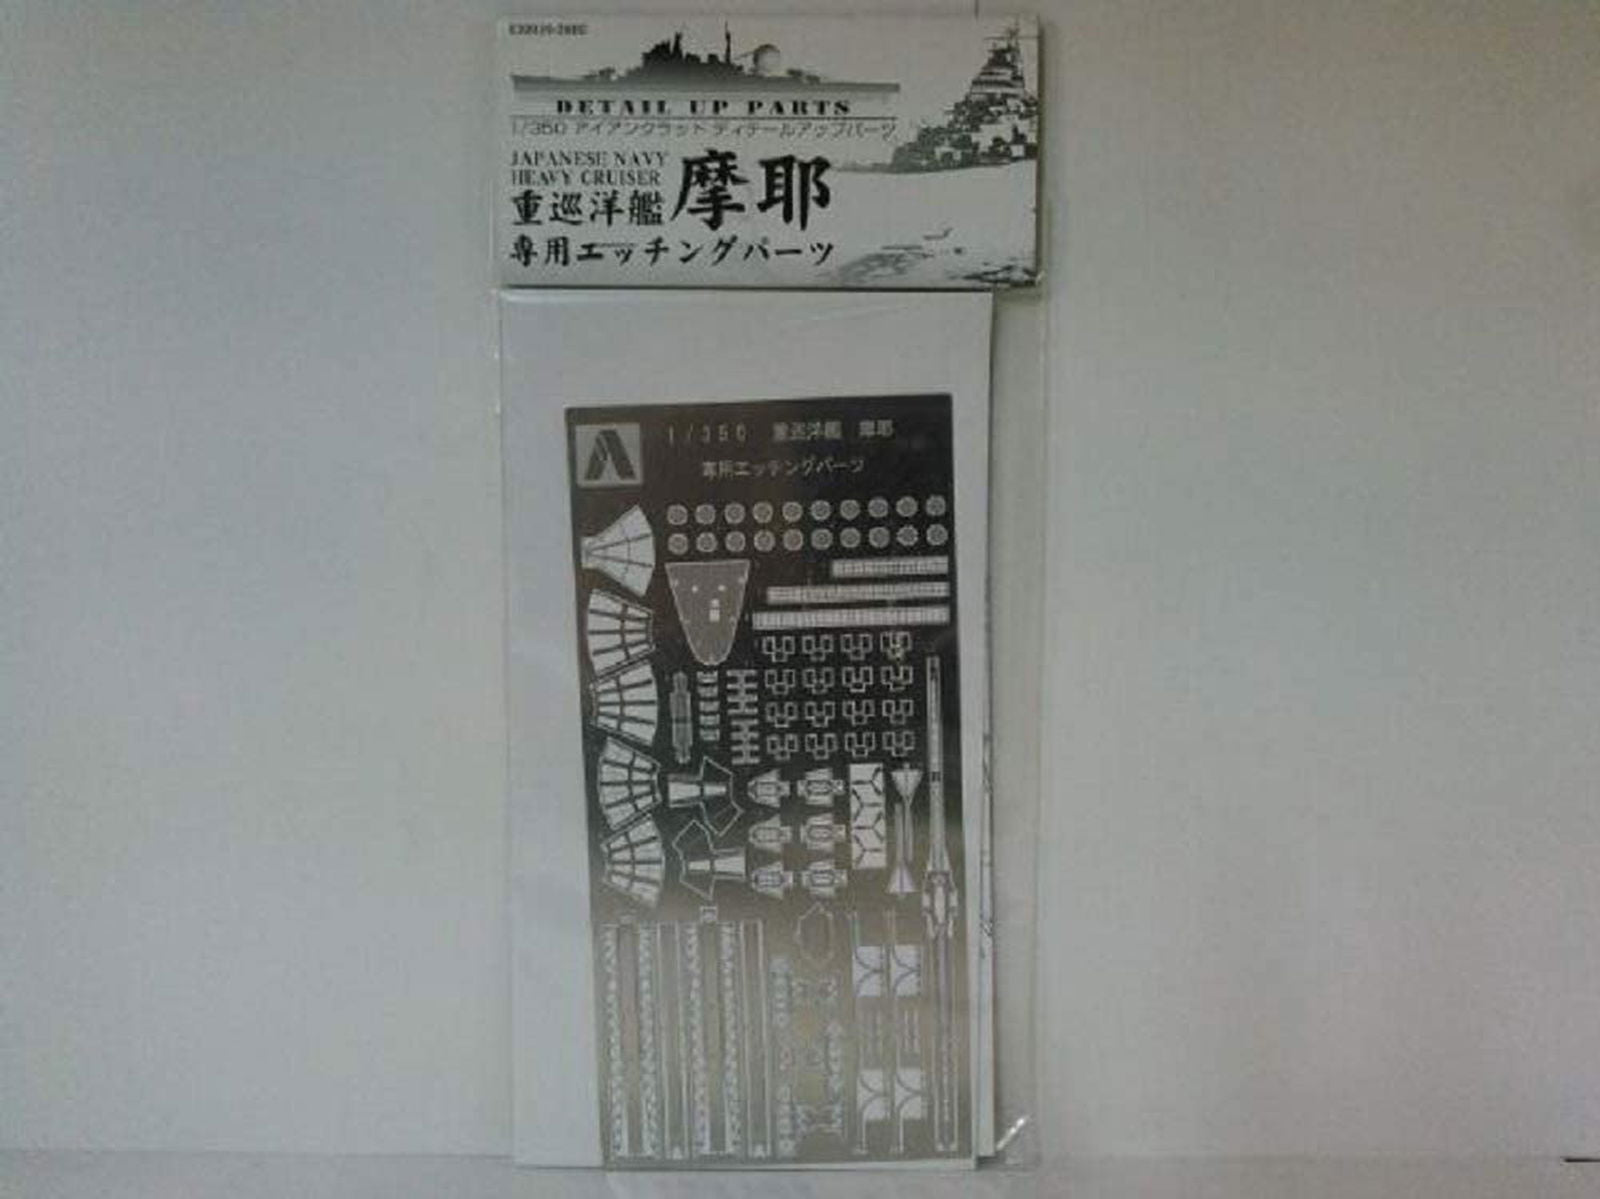 DETAIL UP PARTS
1/350 アイアンクラッド ディテールアップパーツ
JAPANESE NAVY
HEAVY CRUISER
重巡洋艦 摩耶
専用エッチングパーツ
1/350 重巡洋艦 摩耶
専用エッチングパーツ